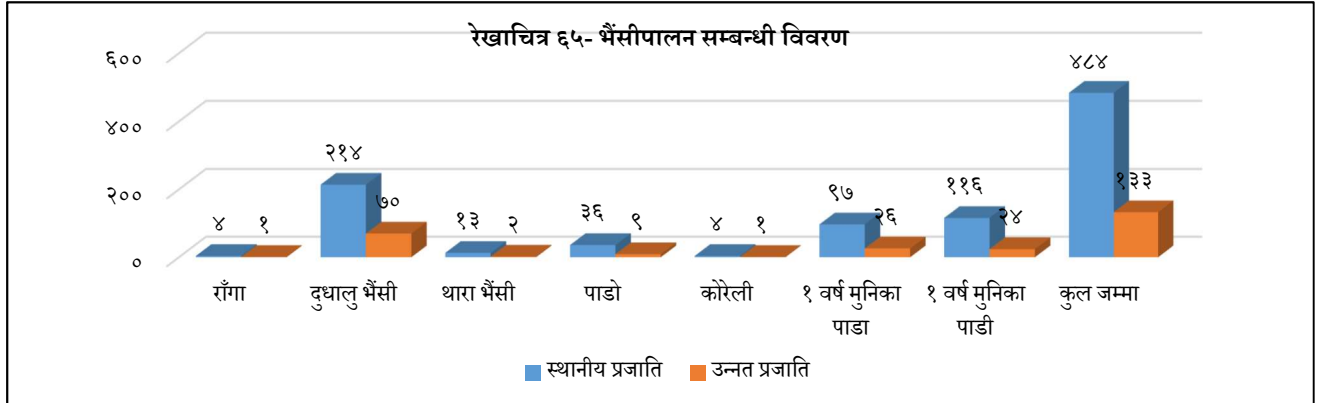 रेखाचित्र ६५- भैंसीपालन सम्बन्धी विवरण
६००
४००
२००
०
४ १ २१४ ७० १३ २ ३६ ९ ४ १ ९७ २६ ११६ २४ ४८४ १३३
राँगा दुधालु भैंसी थारा भैंसी पाडो कोरेली १ वर्ष मुनिका १ वर्ष मुनिका कुल जम्मा
पाडा पाडी
स्थानीय प्रजाति उन्नत प्रजाति